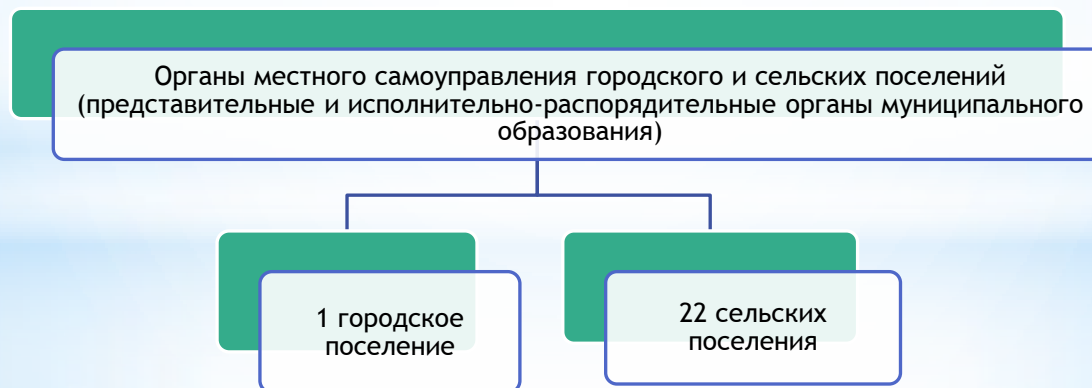 Органы местного самоуправления городского и сельских поселений
(представительные и исполнительно-распорядительные органы муниципального
образования)
1 городское
поселение
22 сельских
поселения